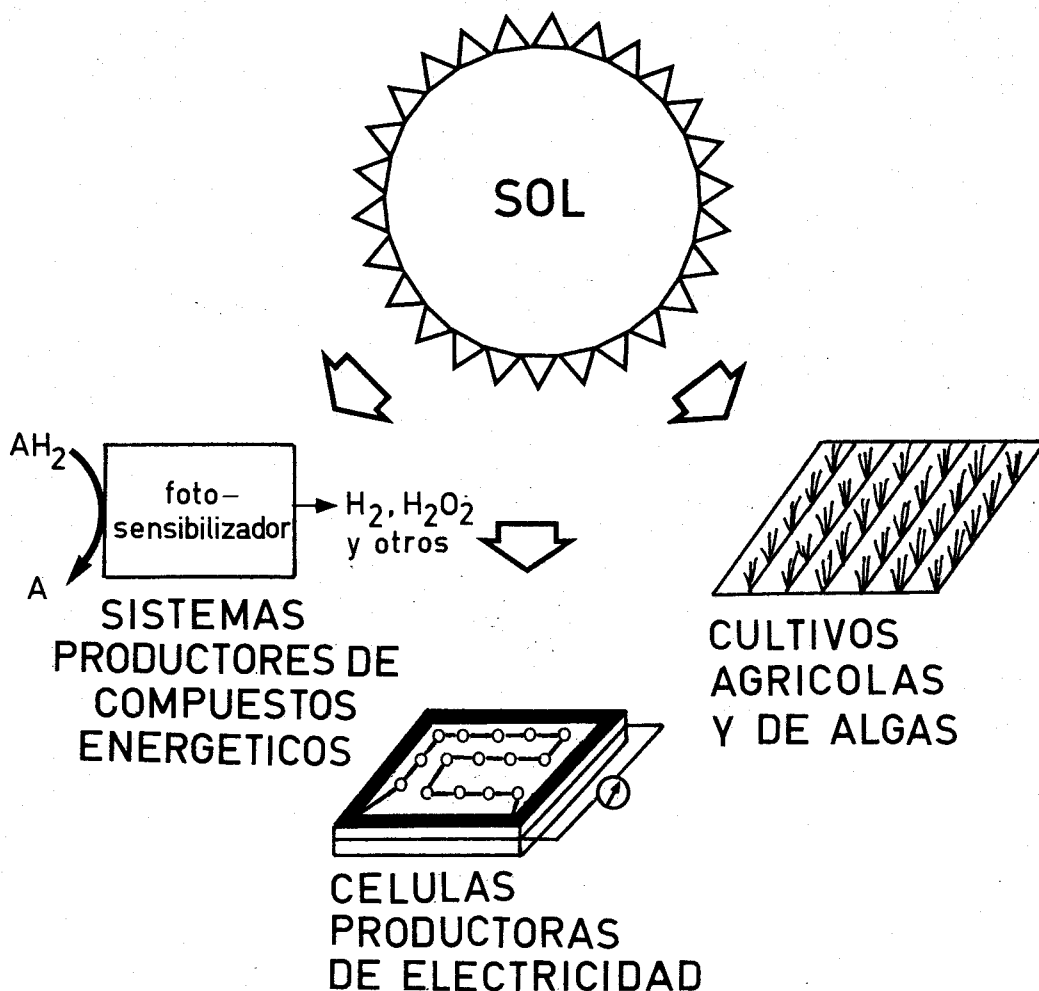 SOL
AH₂
foto-
sensibilizador
A
H₂, H₂O₂
y otros
SISTEMAS
PRODUCTORES DE
COMPUESTOS
ENERGETICOS
CULTIVOS
AGRICOLAS
Y DE ALGAS
CELULAS
PRODUCTORAS
DE ELECTRICIDAD